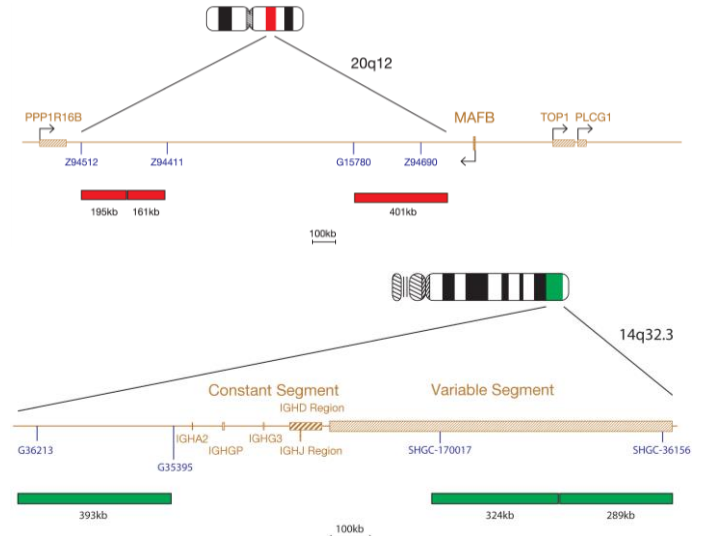 20q12
PPP1R16B
MAFB
TOP1 PLCG1
Z94512
Z94411
G15780
Z94690
195kb
161kb
401kb
100kb
14q32.3
Constant Segment
Variable Segment
IGHD Region
IGHA2
IGHGP
IGHG3
IGHJ Region
G36213
G35395
SHGC-170017
SHGC-36156
393kb
324kb
289kb
100kb